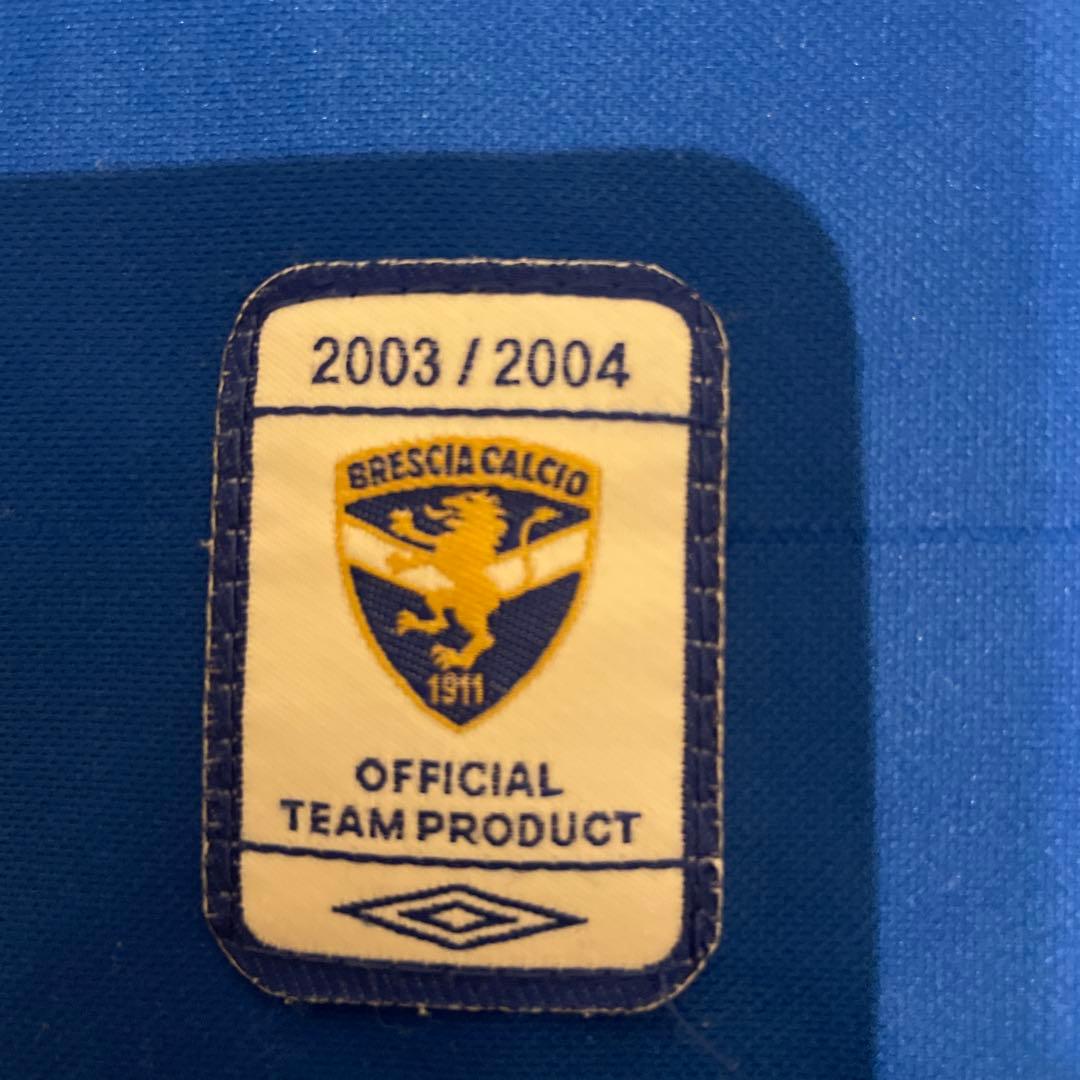 2003 / 2004
BRESCIA CALCIO
1911
OFFICIAL
TEAM PRODUCT